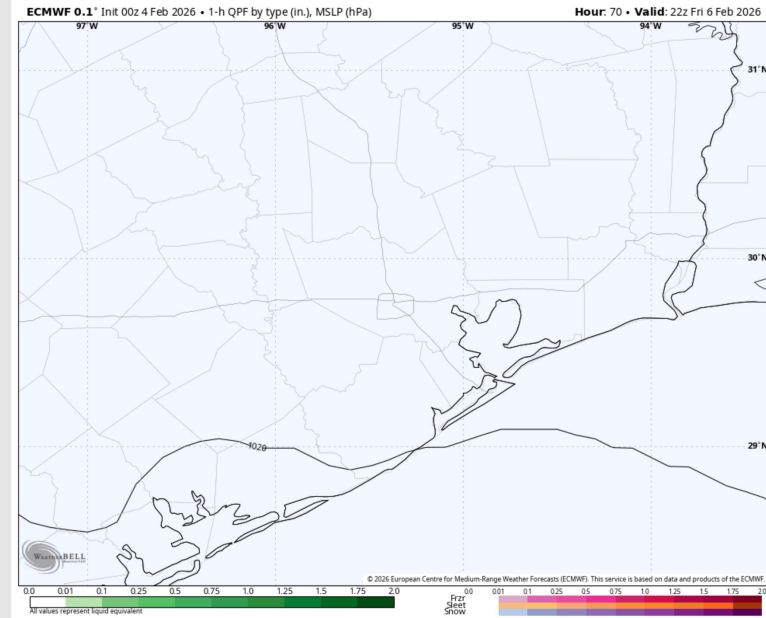 ECMWF 0.1° Init 00z 4 Feb 2026 • 1-h QPF by type (in.), MSLP (hPa) Hour: 70 • Valid: 22z Fri 6 Feb 2026
97°W 96°W 95°W 94°W
31°N
30°N
1020
29°N
WEATHERBELL
© 2026 European Centre for Medium-Range Weather Forecasts (ECMWF). This service is based on data and products of the ECMWF.
0.0 0.01 0.1 0.25 0.5 0.75 1.0 1.25 1.5 1.75 2.0 0.0 001 01 0.25 0.5 0.75 1.0 1.25 1.5 1.75 2.0
Frzr
Sleet
Snow
All values represent liquid equivalent